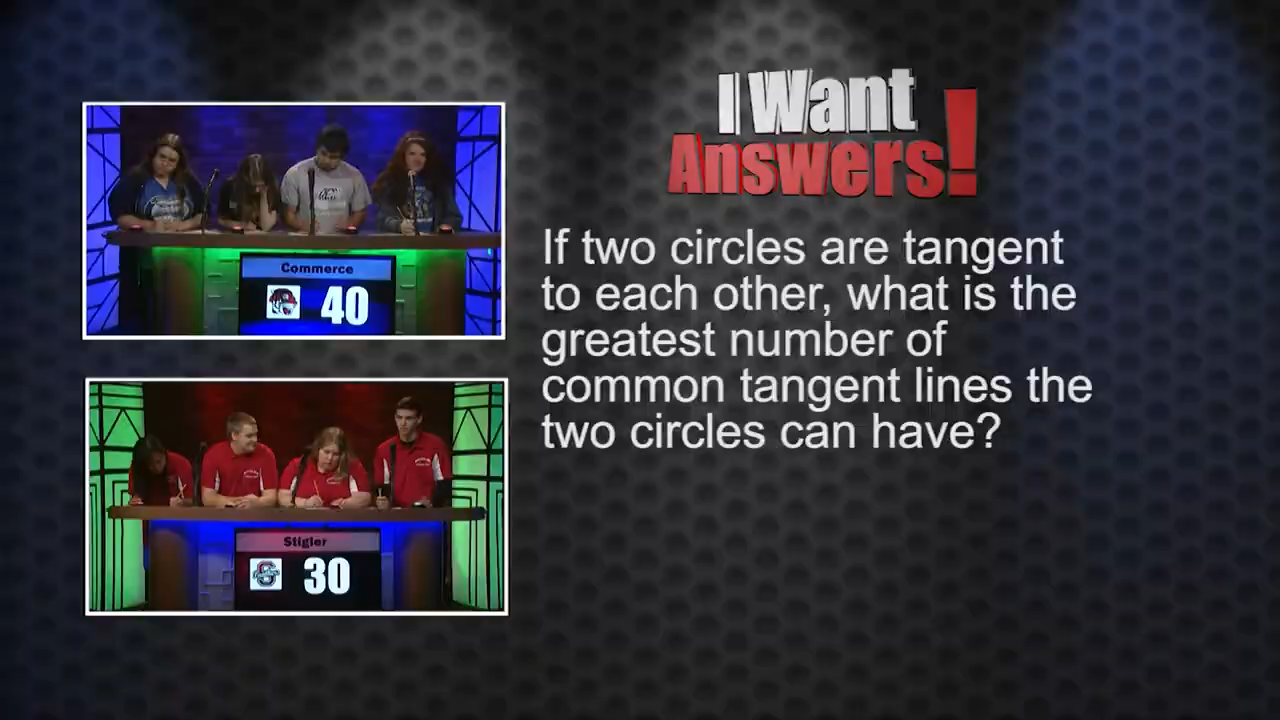 I Want
Answers!
If two circles are tangent
to each other, what is the
greatest number of
common tangent lines the
two circles can have?
Commerce
40
Stigler
30